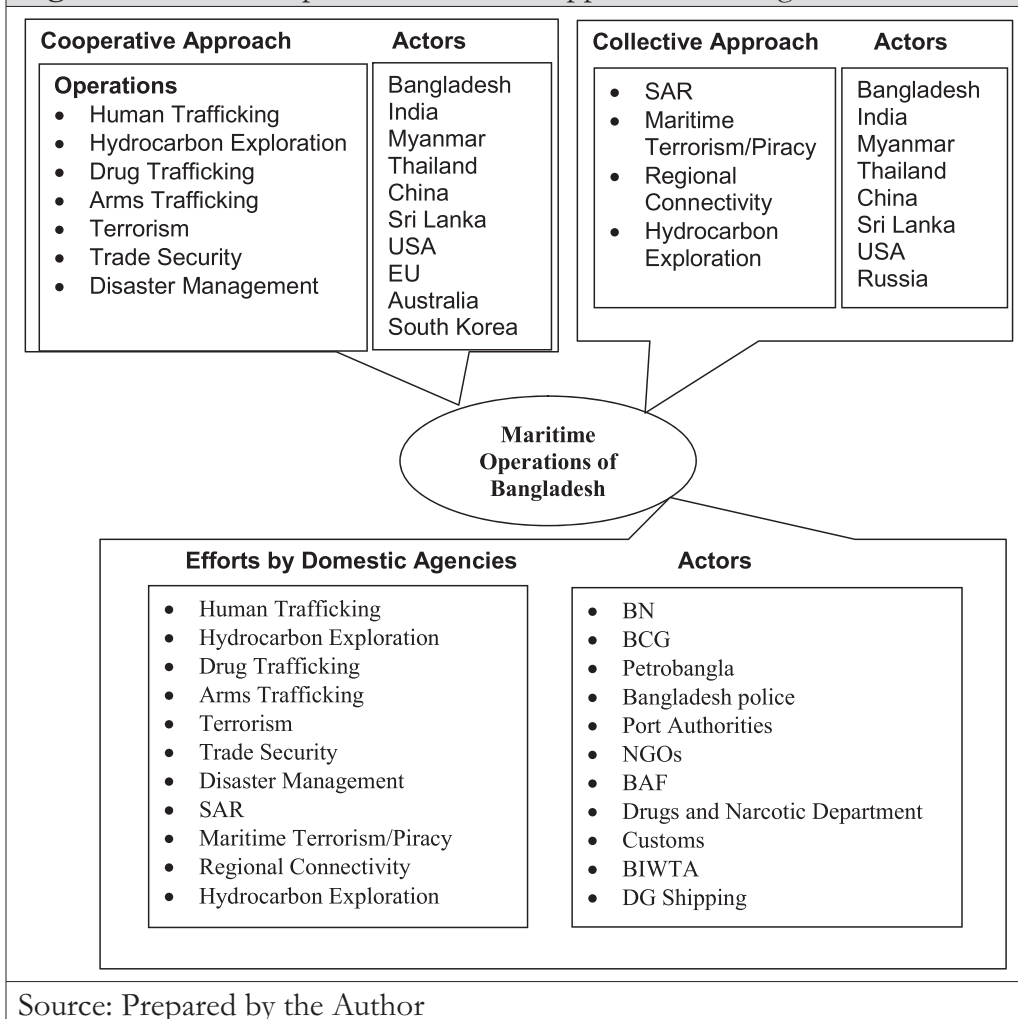 Cooperative Approach
Actors
Operations
• Human Trafficking
• Hydrocarbon Exploration
• Drug Trafficking
• Arms Trafficking
• Terrorism
• Trade Security
• Disaster Management
Bangladesh
India
Myanmar
Thailand
China
Sri Lanka
USA
EU
Australia
South Korea
Collective Approach
Actors
• SAR
• Maritime
Terrorism/Piracy
• Regional
Connectivity
• Hydrocarbon
Exploration
Bangladesh
India
Myanmar
Thailand
China
Sri Lanka
USA
Russia
Maritime
Operations of
Bangladesh
Efforts by Domestic Agencies
Actors
• Human Trafficking
• Hydrocarbon Exploration
• Drug Trafficking
• Arms Trafficking
• Terrorism
• Trade Security
• Disaster Management
• SAR
• Maritime Terrorism/Piracy
• Regional Connectivity
• Hydrocarbon Exploration
• BN
• BCG
• Petrobangla
• Bangladesh police
• Port Authorities
• NGOs
• BAF
• Drugs and Narcotic Department
• Customs
• BIWTA
• DG Shipping
Source: Prepared by the Author